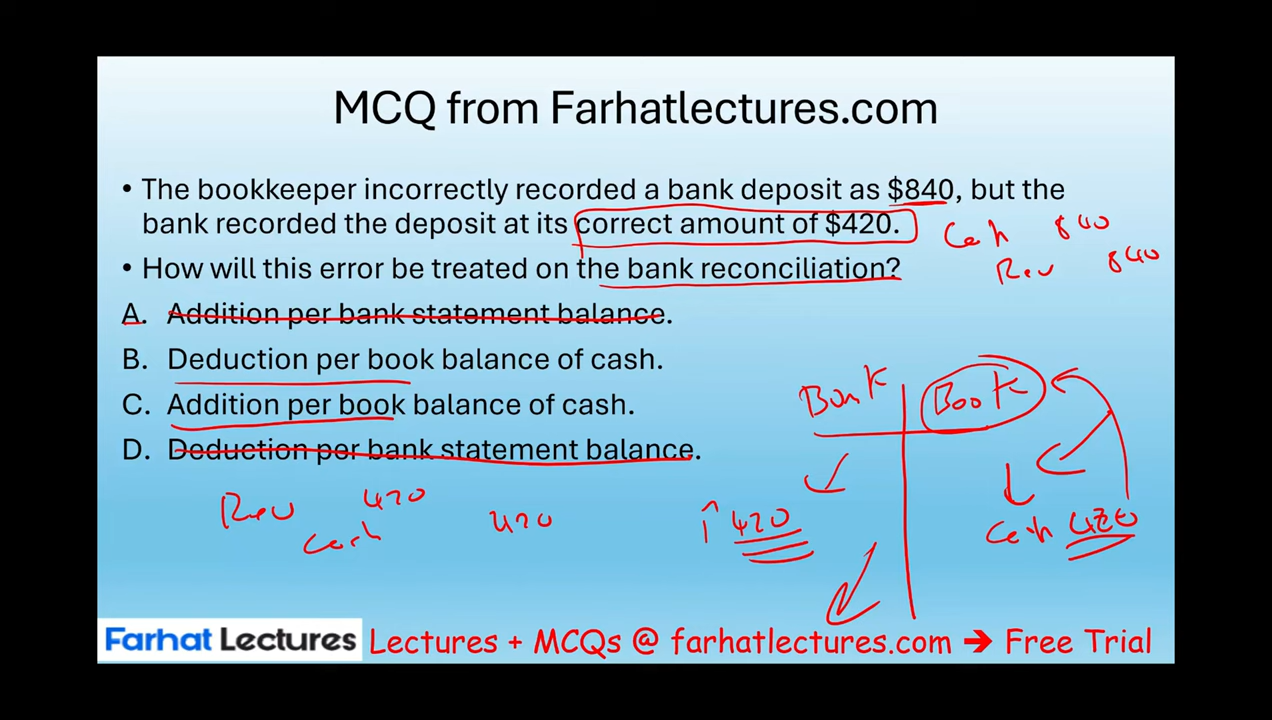 MCQ from Farhatlectures.com
• The bookkeeper incorrectly recorded a bank deposit as $840, but the
bank recorded the deposit at its correct amount of $420.
Cash 840
Rev 840
• How will this error be treated on the bank reconciliation?
A. Addition per bank statement balance.
B. Deduction per book balance of cash.
C. Addition per book balance of cash.
D. Deduction per bank statement balance.
Bank Book
Rev 420
Cash 420
↑ 420
↓ Cash 420
Farhat Lectures Lectures + MCQs @ farhatlectures.com → Free Trial